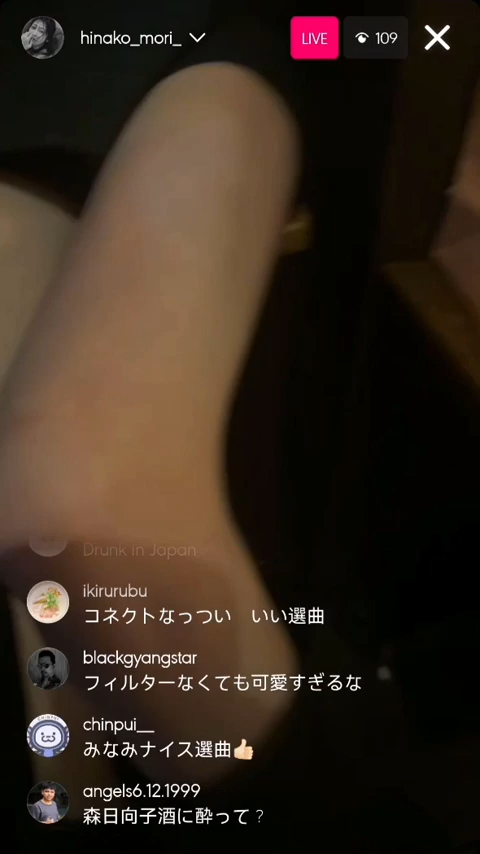 hinako_mori_
LIVE
109
Drunk in Japan
ikirurubu
コネクトなっつい　いい選曲
blackgyangstar
フィルターなくても可愛すぎるな
chinpui__
みなみナイス選曲👍🏻
angels6.12.1999
森日向子酒に酔って？